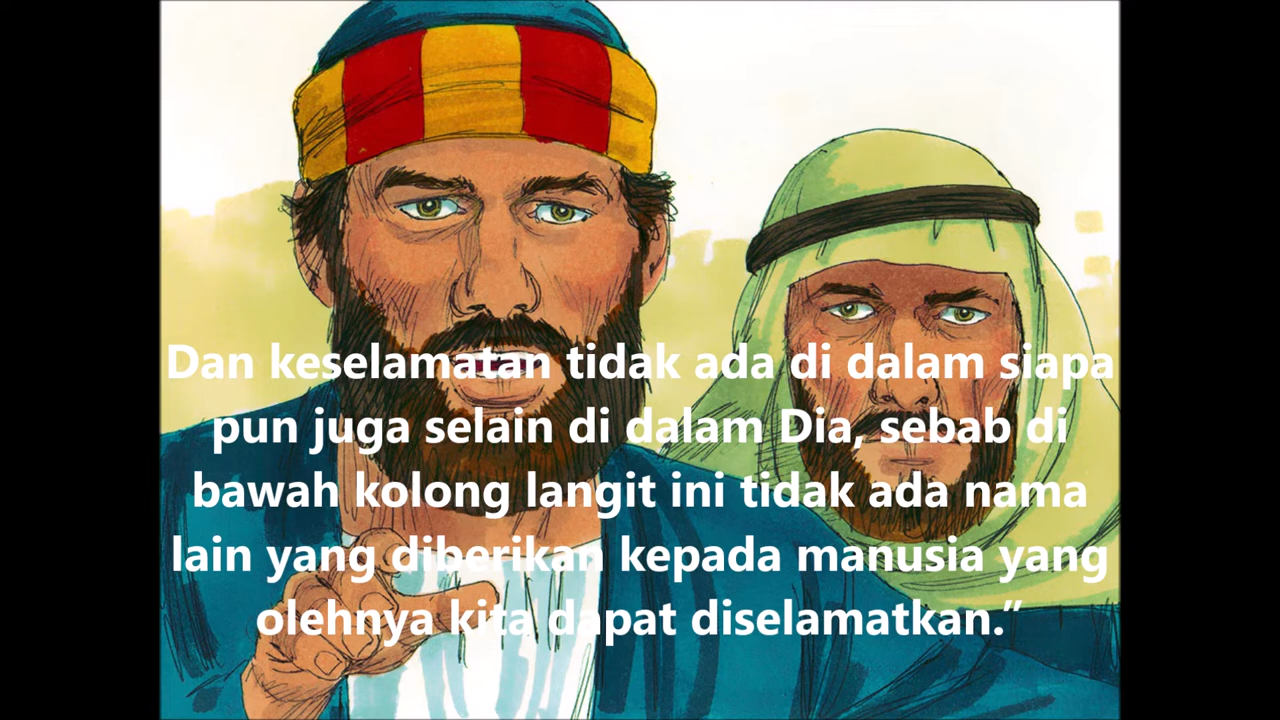 Dan keselamatan tidak ada di dalam siapa
pun juga selain di dalam Dia, sebab di
bawah kolong langit ini tidak ada nama
lain yang diberikan kepada manusia yang
olehnya kita dapat diselamatkan.”